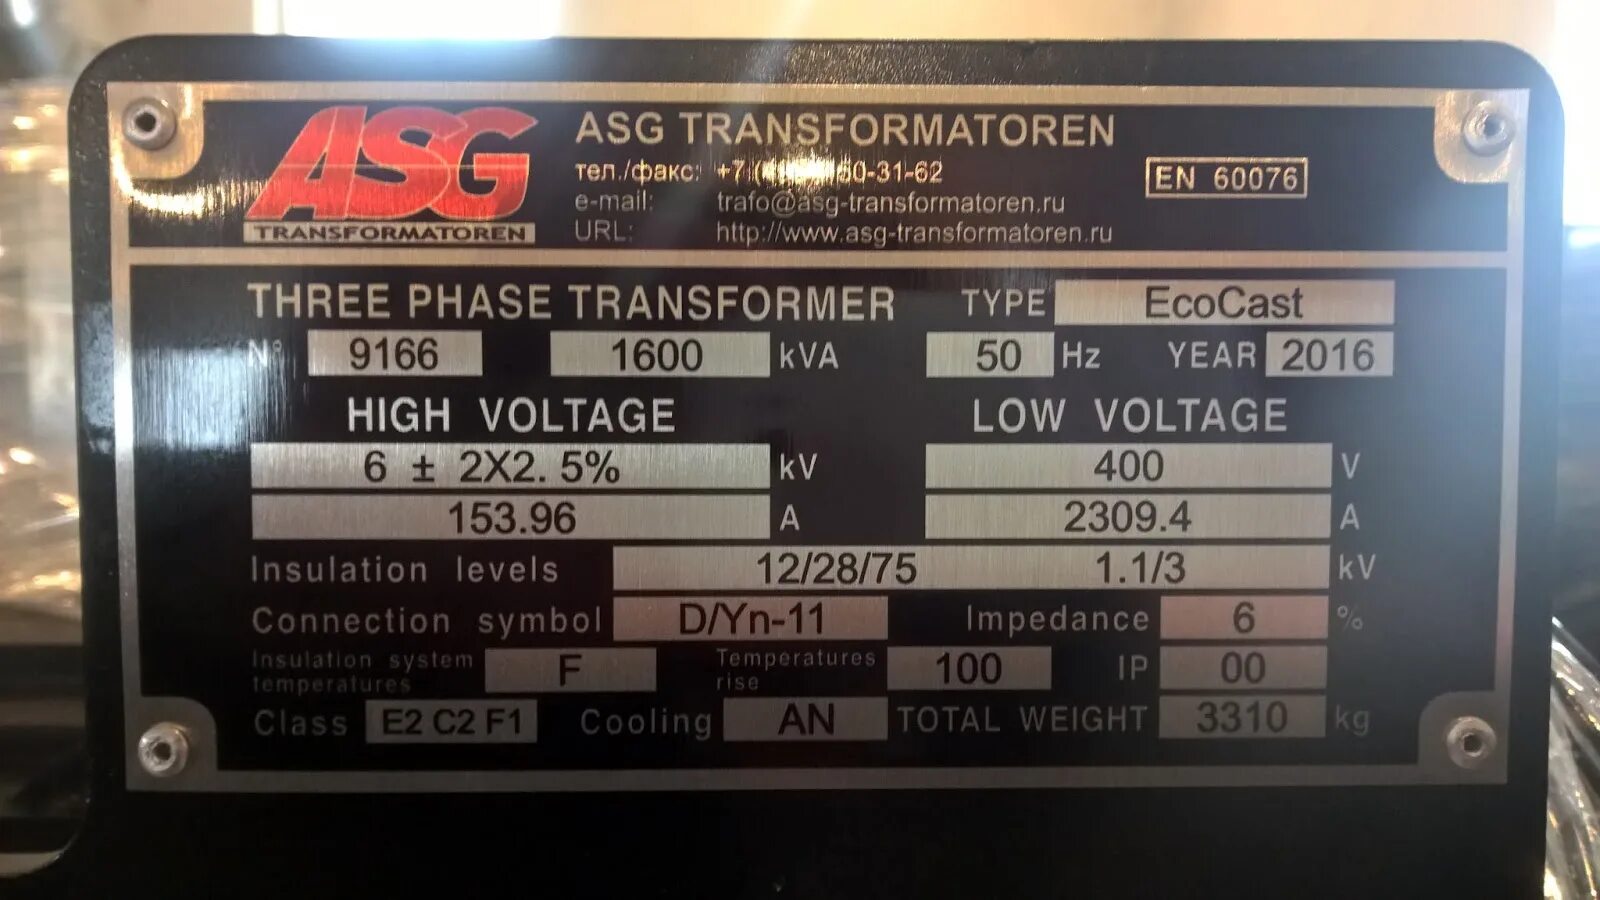 ASG
TRANSFORMATOREN
ASG TRANSFORMATOREN
тел./факс: +7 50-31-62
e-mail: trafo@asg-transformatoren.ru
URL: http://www.asg-transformatoren.ru
EN 60076
THREE PHASE TRANSFORMER TYPE EcoCast
Nº 9166 1600 kVA 50 Hz YEAR 2016
HIGH VOLTAGE LOW VOLTAGE
6 ± 2X2.5% kV 400 V
153.96 A 2309.4 A
Insulation levels 12/28/75 1.1/3 kV
Connection symbol D/Yn-11 Impedance 6 %
Insulation system temperatures F Temperatures rise 100 IP 00
Class E2 C2 F1 Cooling AN TOTAL WEIGHT 3310 kg